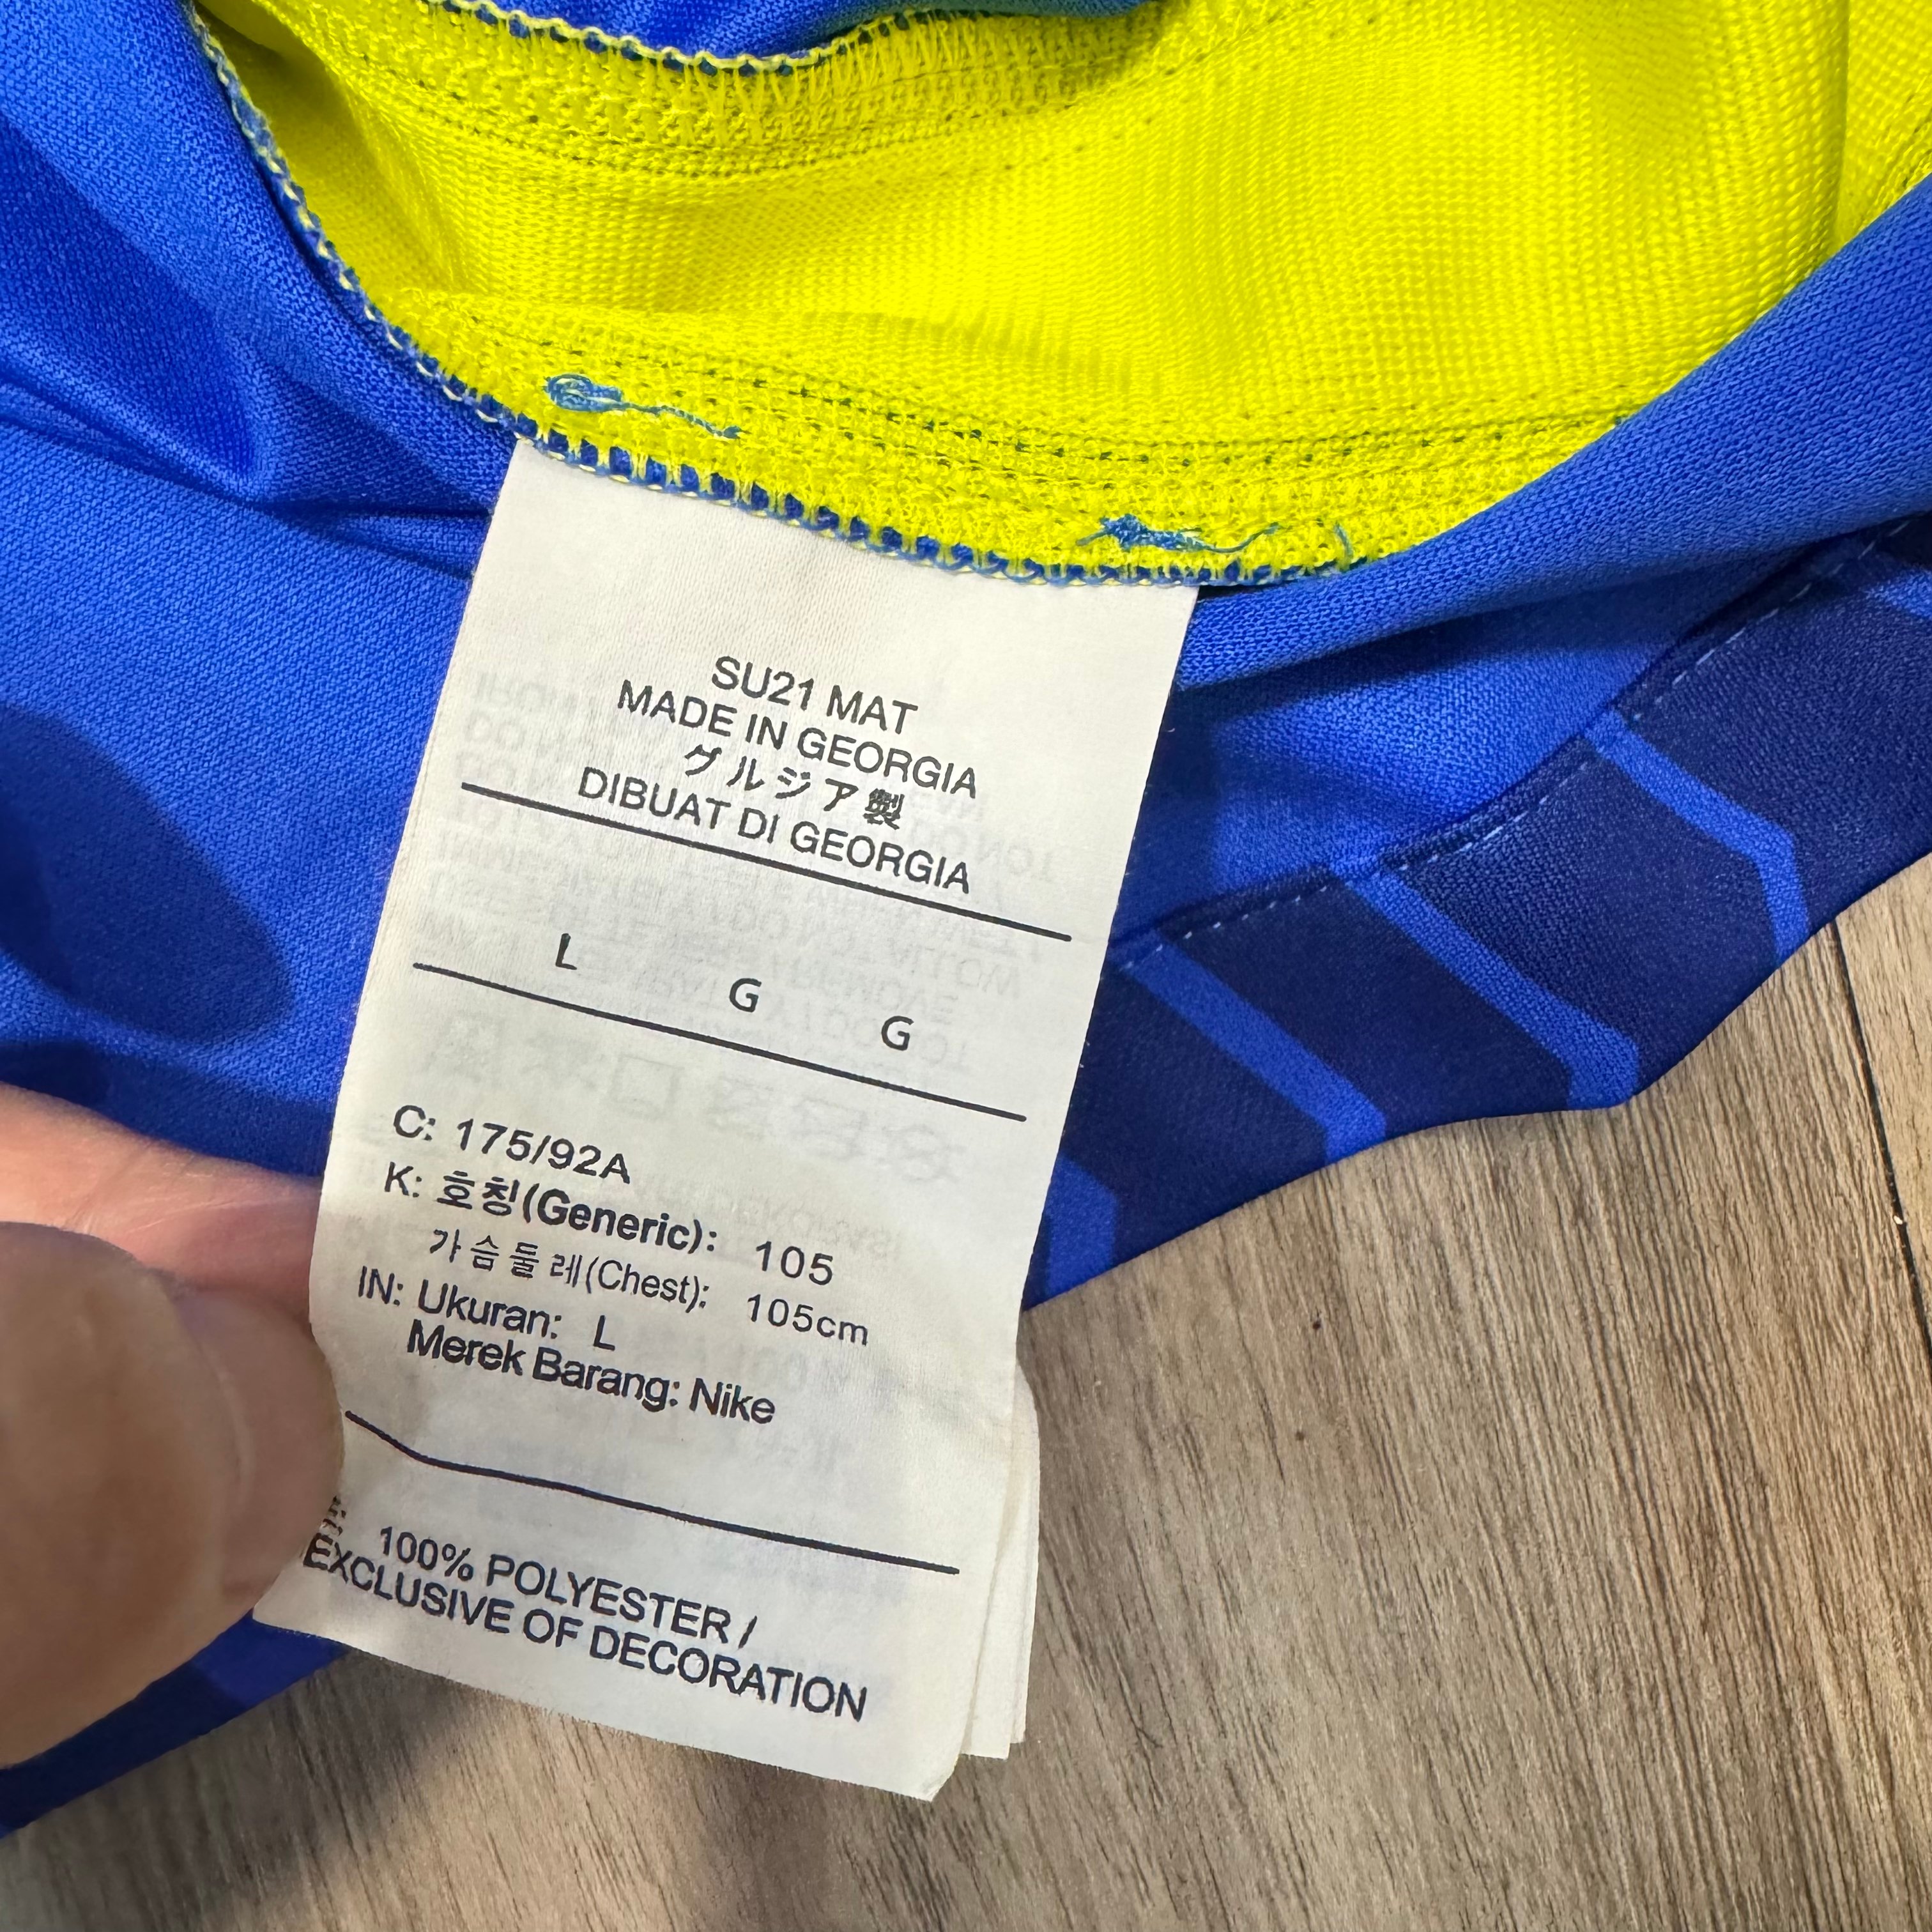 SU21 MAT
MADE IN GEORGIA
グルジア製
DIBUAT DI GEORGIA
L G G
C: 175/92A
K: 호칭(Generic): 105
가슴둘레(Chest): 105cm
IN: Ukuran: L
Merek Barang: Nike
100% POLYESTER /
EXCLUSIVE OF DECORATION